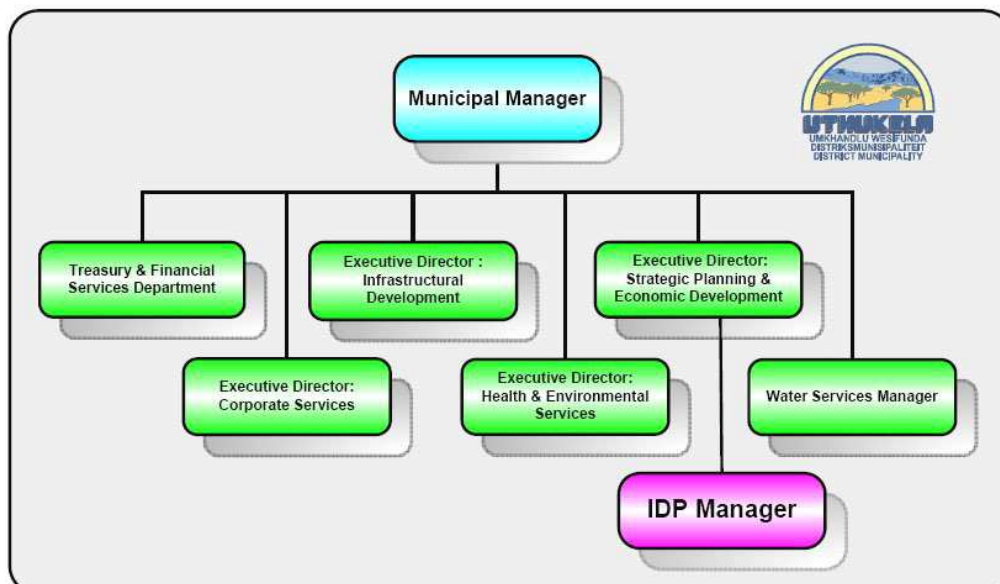 Municipal Manager
UTHUKELA
UMKHANDLU WESIFUNDA
DISTRIKSMUNISIPALITEIT
DISTRICT MUNICIPALITY
Treasury & Financial
Services Department
Executive Director :
Infrastructural
Development
Executive Director:
Strategic Planning &
Economic Development
Executive Director:
Corporate Services
Executive Director:
Health & Environmental
Services
Water Services Manager
IDP Manager